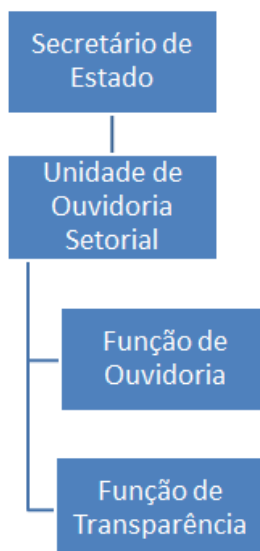 Secretário de
Estado
Unidade de
Ouvidoria
Setorial
Função de
Ouvidoria
Função de
Transparência